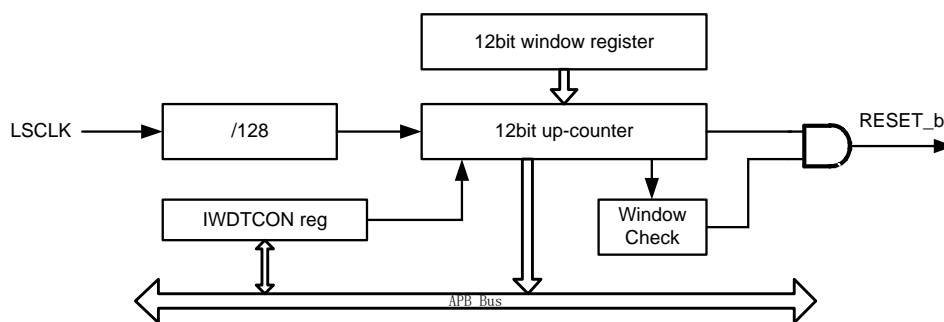 12bit window register
LSCLK
/128
12bit up-counter
RESET_b
IWDTCON reg
Window
Check
APB Bus